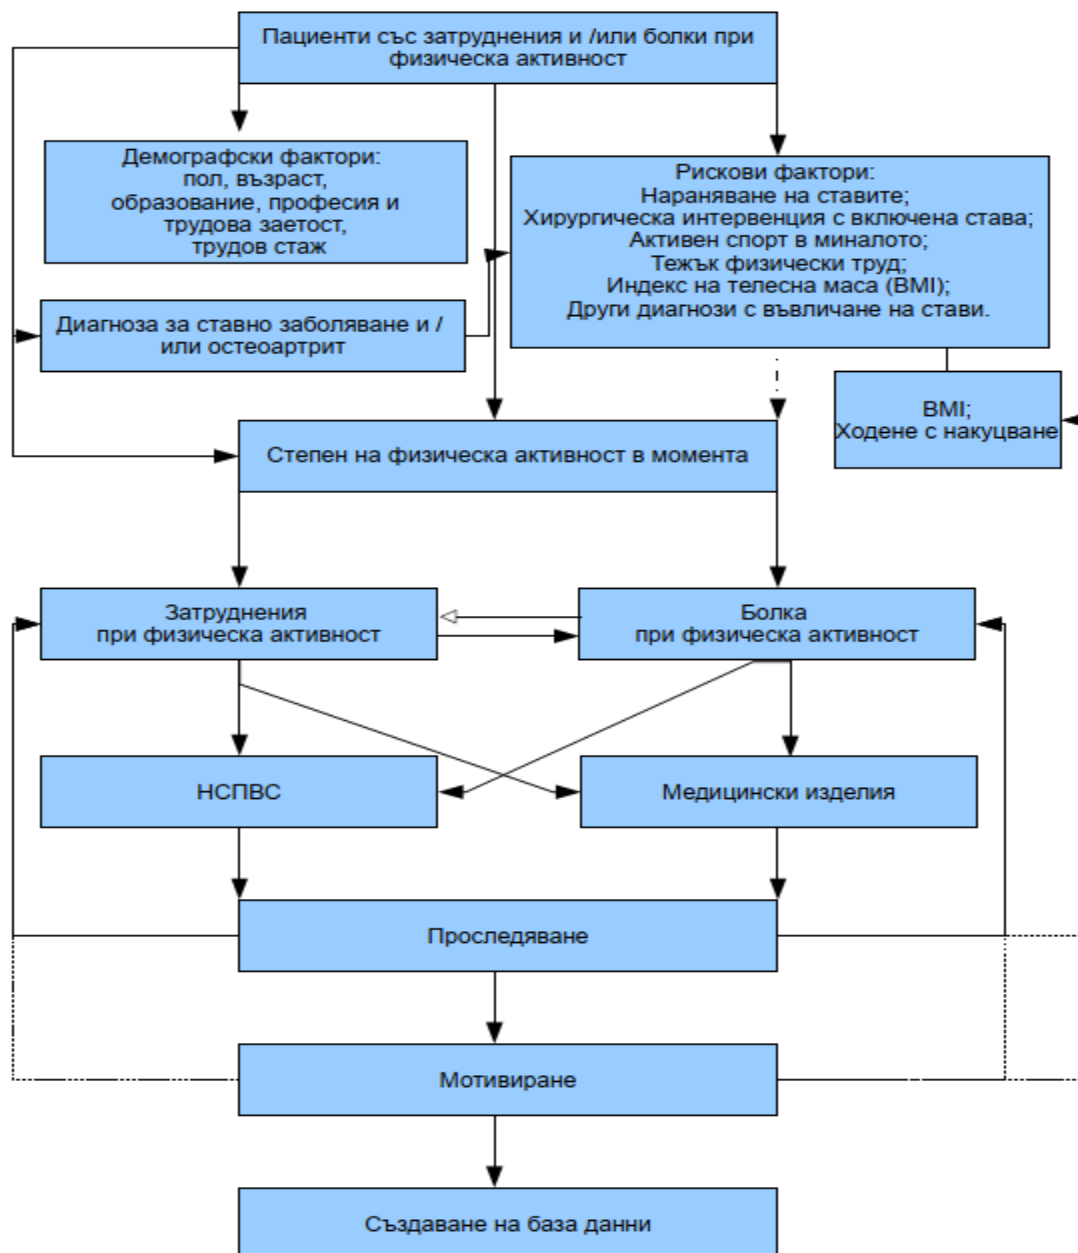 Пациенти със затруднения и /или болки при
физическа активност
Демографски фактори:
пол, възраст,
образование, професия и
трудова заетост,
трудов стаж
Рискови фактори:
Нараняване на ставите;
Хирургическа интервенция с включена става;
Активен спорт в миналото;
Тежък физически труд;
Индекс на телесна маса (BMI);
Други диагнози с въвличане на стави.
Диагноза за ставно заболяване и /
или остеоартрит
BMI;
Ходене с накуцване
Степен на физическа активност в момента
Затруднения
при физическа активност
Болка
при физическа активност
НСПВС
Медицински изделия
Проследяване
Мотивиране
Създаване на база данни